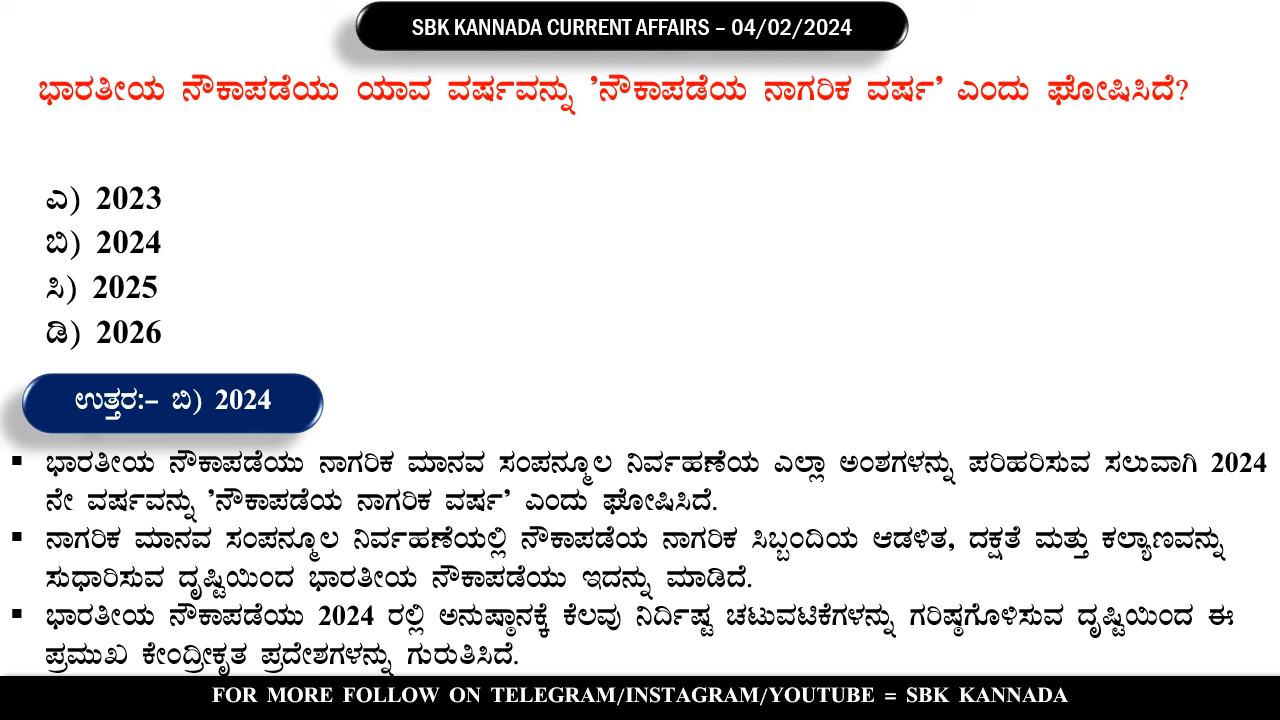 SBK KANNADA CURRENT AFFAIRS – 04/02/2024
ಭಾರತೀಯ ನೌಕಾಪಡೆಯು ಯಾವ ವರ್ಷವನ್ನು 'ನೌಕಾಪಡೆಯ ನಾಗರಿಕ ವರ್ಷ' ಎಂದು ಘೋಷಿಸಿದೆ?
ಎ) 2023
ಬಿ) 2024
ಸಿ) 2025
ಡಿ) 2026
ಉತ್ತರ:– ಬಿ) 2024
▪ ಭಾರತೀಯ ನೌಕಾಪಡೆಯು ನಾಗರಿಕ ಮಾನವ ಸಂಪನ್ಮೂಲ ನಿರ್ವಹಣೆಯ ಎಲ್ಲಾ ಅಂಶಗಳನ್ನು ಪರಿಹರಿಸುವ ಸಲುವಾಗಿ 2024
ನೇ ವರ್ಷವನ್ನು 'ನೌಕಾಪಡೆಯ ನಾಗರಿಕ ವರ್ಷ' ಎಂದು ಘೋಷಿಸಿದೆ.
▪ ನಾಗರಿಕ ಮಾನವ ಸಂಪನ್ಮೂಲ ನಿರ್ವಹಣೆಯಲ್ಲಿ ನೌಕಾಪಡೆಯ ನಾಗರಿಕ ಸಿಬ್ಬಂದಿಯ ಆಡಳಿತ, ದಕ್ಷತೆ ಮತ್ತು ಕಲ್ಯಾಣವನ್ನು
ಸುಧಾರಿಸುವ ದೃಷ್ಟಿಯಿಂದ ಭಾರತೀಯ ನೌಕಾಪಡೆಯು ಇದನ್ನು ಮಾಡಿದೆ.
▪ ಭಾರತೀಯ ನೌಕಾಪಡೆಯು 2024 ರಲ್ಲಿ ಅನುಷ್ಠಾನಕ್ಕೆ ಕೆಲವು ನಿರ್ದಿಷ್ಟ ಚಟುವಟಿಕೆಗಳನ್ನು ಗರಿಷ್ಠಗೊಳಿಸುವ ದೃಷ್ಟಿಯಿಂದ ಈ
ಪ್ರಮುಖ ಕೇಂದ್ರೀಕೃತ ಪ್ರದೇಶಗಳನ್ನು ಗುರುತಿಸಿದೆ.
FOR MORE FOLLOW ON TELEGRAM/INSTAGRAM/YOUTUBE = SBK KANNADA